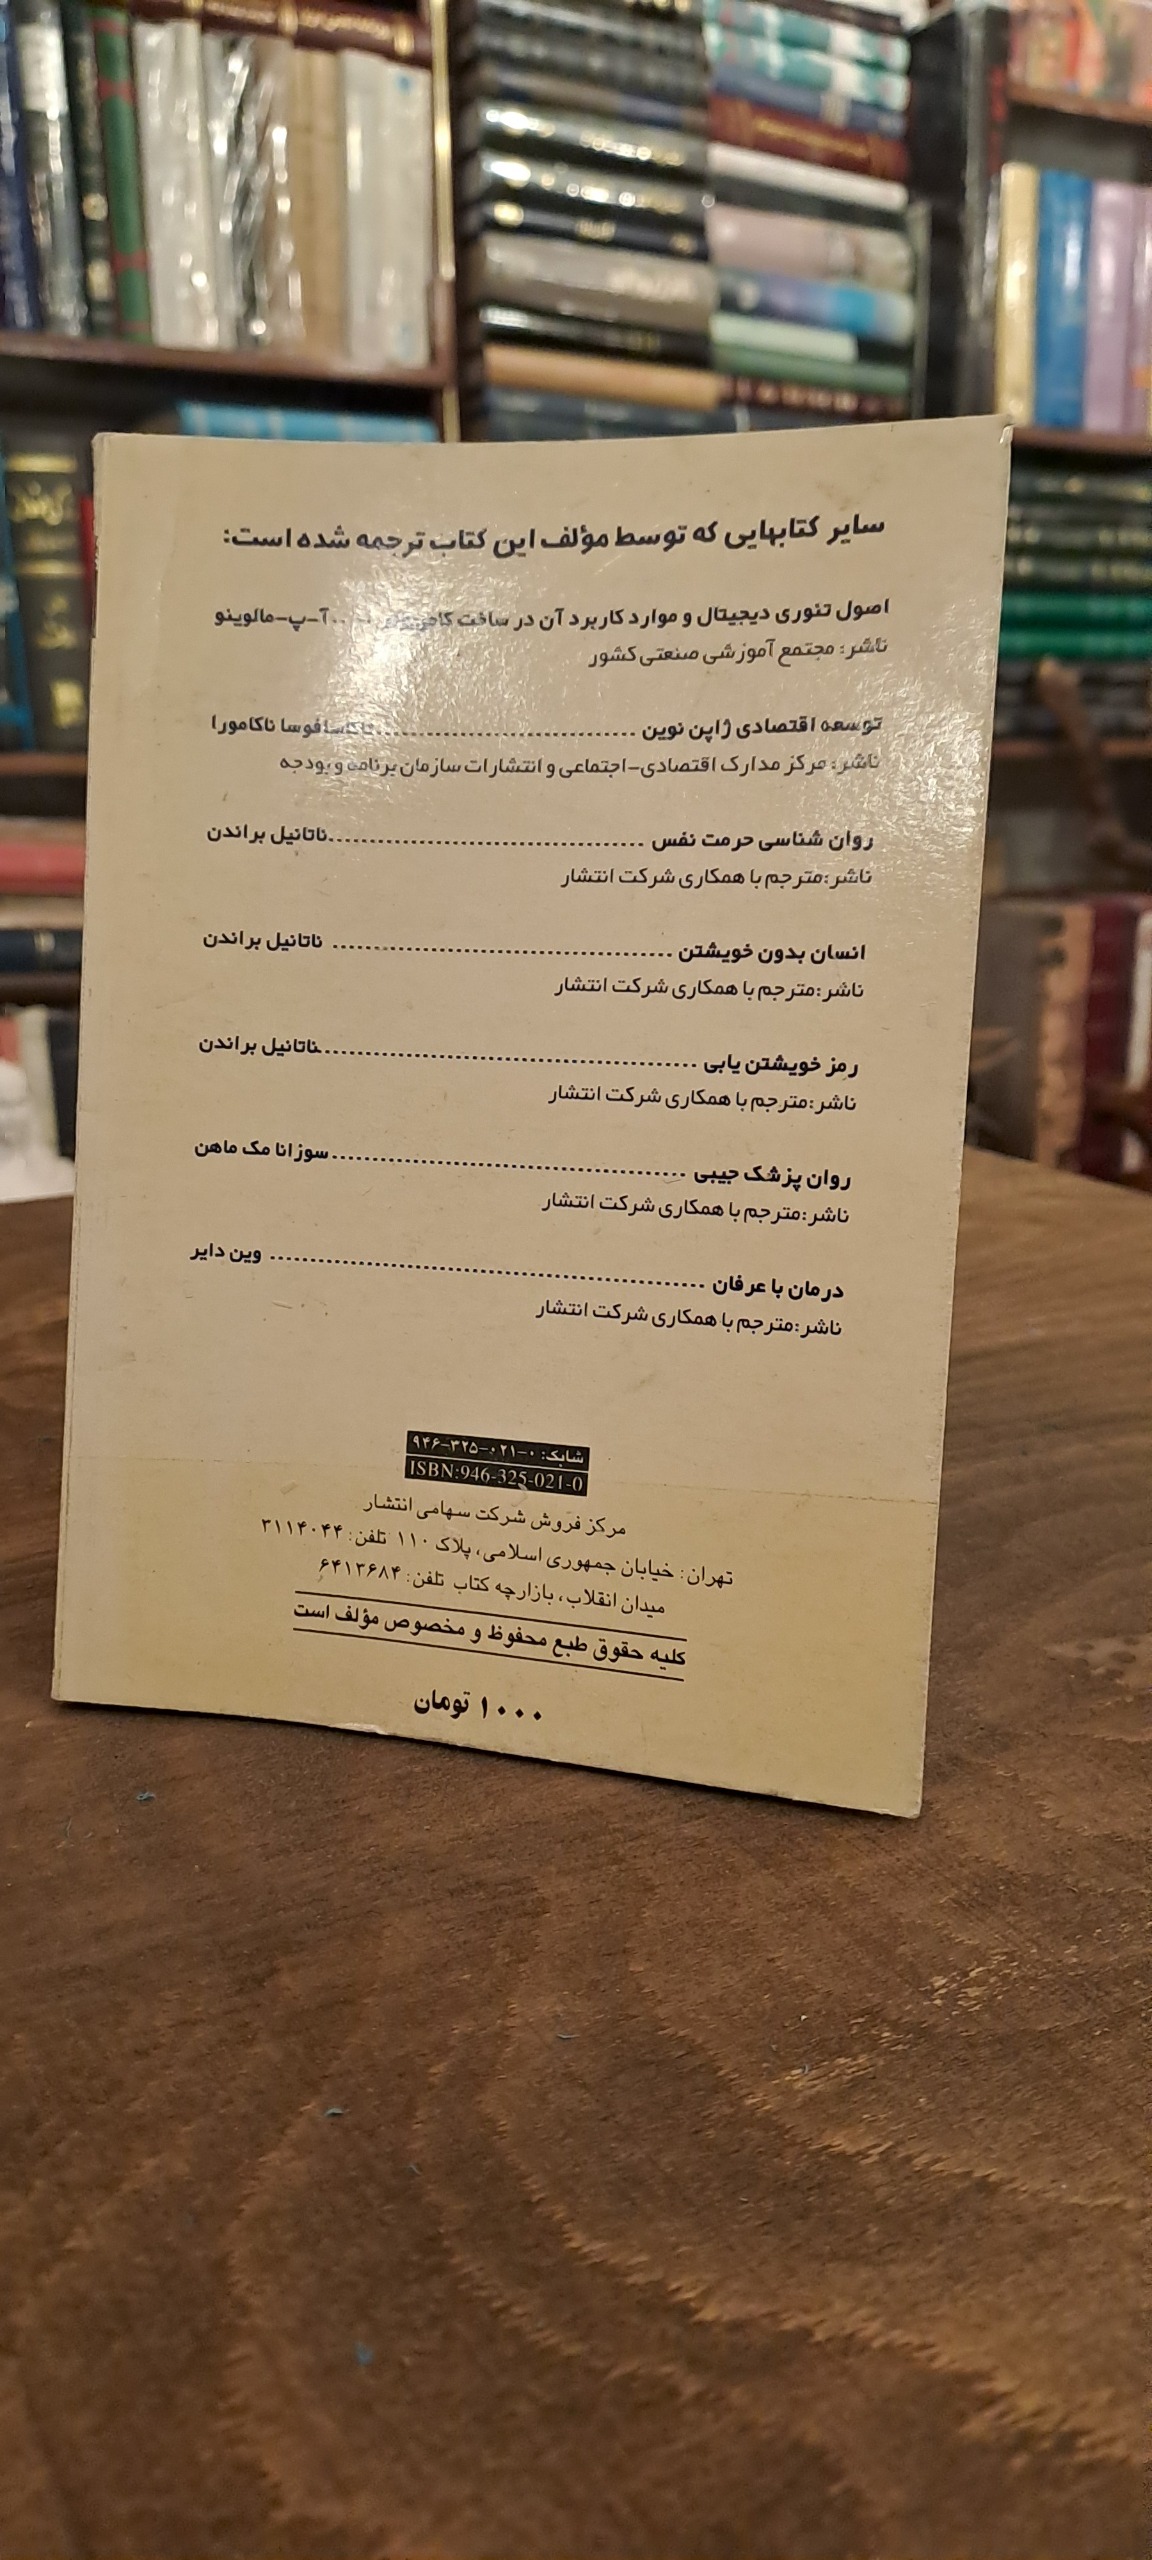 سایر کتابهایی که توسط مؤلف این کتاب ترجمه شده است:
اصول تئوری دیجیتال و موارد کاربرد آن در ساخت کامپیوتر.....آ-پ-مالوینو
ناشر: مجتمع آموزشی صنعتی کشور
توسعه اقتصادی ژاپن نوین ....................................تاکافوسا ناکامورا
ناشر: مرکز مدارک اقتصادی-اجتماعی و انتشارات سازمان برنامه و بودجه
روان شناسی حرمت نفس ............................................ناتانیل براندن
ناشر:مترجم با همکاری شرکت انتشار
انسان بدون خویشتن ............................................... ناتانیل براندن
ناشر:مترجم با همکاری شرکت انتشار
رمز خویشتن یابی ....................................................ناتانیل براندن
ناشر:مترجم با همکاری شرکت انتشار
روان پزشک جیبی .................................................سوزانا مک ماهن
ناشر:مترجم با همکاری شرکت انتشار
درمان با عرفان ............................................................. وین دایر
ناشر:مترجم با همکاری شرکت انتشار
شابک: ۰-۰۲۱-۳۲۵-۹۴۶
ISBN:946-325-021-0
مرکز فروش شرکت سهامی انتشار
تهران: خیابان جمهوری اسلامی، پلاک ۱۱۰ تلفن: ۳۱۱۴۰۴۴
میدان انقلاب، بازارچه کتاب تلفن: ۶۴۱۳۶۸۴
کلیه حقوق طبع محفوظ و مخصوص مؤلف است
۱۰۰۰ تومان